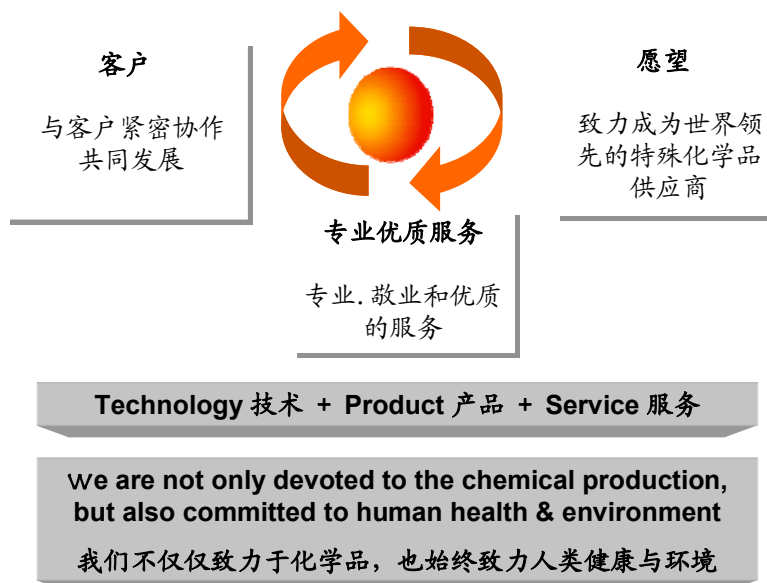 客户
与客户紧密协作
共同发展
愿望
致力成为世界领
先的特殊化学品
供应商
专业优质服务
专业.敬业和优质
的服务
Technology 技术 + Product 产品 + Service 服务
We are not only devoted to the chemical production,
but also committed to human health & environment
我们不仅仅致力于化学品，也始终致力人类健康与环境